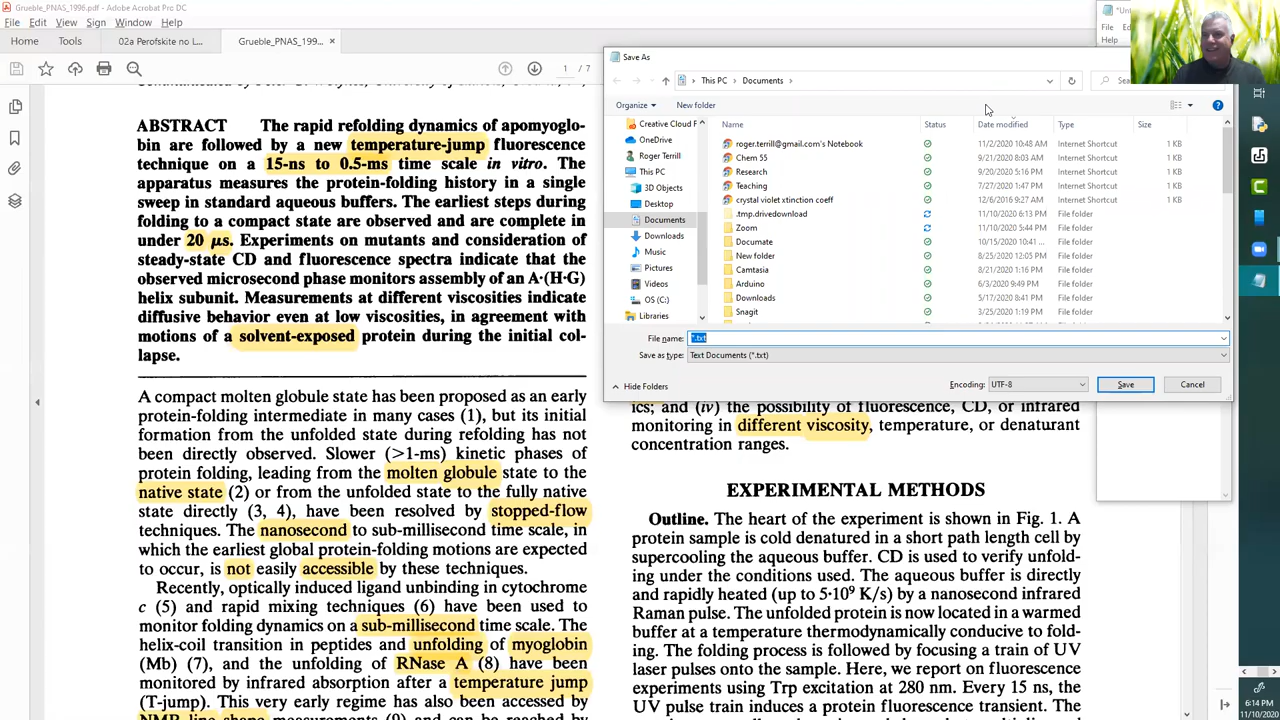 Grueble_PNAS_1996.pdf - Adobe Acrobat Pro DC
File Edit View Sign Window Help
Home Tools 02a Perofskite no L... Grueble_PNAS_199... ×
1 / 7
ABSTRACT The rapid refolding dynamics of apomyoglo-
bin are followed by a new temperature-jump fluorescence
technique on a 15-ns to 0.5-ms time scale in vitro. The
apparatus measures the protein-folding history in a single
sweep in standard aqueous buffers. The earliest steps during
folding to a compact state are observed and are complete in
under 20 μs. Experiments on mutants and consideration of
steady-state CD and fluorescence spectra indicate that the
observed microsecond phase monitors assembly of an A·(H·G)
helix subunit. Measurements at different viscosities indicate
diffusive behavior even at low viscosities, in agreement with
motions of a solvent-exposed protein during the initial col-
lapse.
A compact molten globule state has been proposed as an early
protein-folding intermediate in many cases (1), but its initial
formation from the unfolded state during refolding has not
been directly observed. Slower (>1-ms) kinetic phases of
protein folding, leading from the molten globule state to the
native state (2) or from the unfolded state to the fully native
state directly (3, 4), have been resolved by stopped-flow
techniques. The nanosecond to sub-millisecond time scale, in
which the earliest global protein-folding motions are expected
to occur, is not easily accessible by these techniques.
Recently, optically induced ligand unbinding in cytochrome
c (5) and rapid mixing techniques (6) have been used to
monitor folding dynamics on a sub-millisecond time scale. The
helix-coil transition in peptides and unfolding of myoglobin
(Mb) (7), and the unfolding of RNase A (8) have been
monitored by infrared absorption after a temperature jump
(T-jump). This very early regime has also been accessed by
File
Help
Save As
This PC Documents
Organize New folder
Creative Cloud F
OneDrive
Roger Terrill
This PC
3D Objects
Desktop
Documents
Downloads
Music
Pictures
Videos
OS (C:)
Libraries
Name Status Date modified Type Size
roger.terrill@gmail.com's Notebook 11/2/2020 10:48 AM Internet Shortcut 1 KB
Chem 55 9/21/2020 8:03 AM Internet Shortcut 1 KB
Research 9/20/2020 5:16 PM Internet Shortcut 1 KB
Teaching 7/27/2020 1:47 PM Internet Shortcut 1 KB
crystal violet xtinction coeff 12/6/2016 9:27 AM Internet Shortcut 1 KB
.tmp.drivedownload 11/10/2020 6:13 PM File folder
Zoom 11/10/2020 5:44 PM File folder
Documate 10/15/2020 10:41 ... File folder
New folder 8/25/2020 12:05 PM File folder
Camtasia 8/21/2020 1:16 PM File folder
Arduino 6/3/2020 9:49 PM File folder
Downloads 5/17/2020 8:41 PM File folder
Snagit 3/25/2020 1:19 PM File folder
File name: *.txt
Save as type: Text Documents (*.txt)
Hide Folders Encoding: UTF-8 Save Cancel
ics; and (iv) the possibility of fluorescence, CD, or infrared
monitoring in different viscosity, temperature, or denaturant
concentration ranges.
EXPERIMENTAL METHODS
Outline. The heart of the experiment is shown in Fig. 1. A
protein sample is cold denatured in a short path length cell by
supercooling the aqueous buffer. CD is used to verify unfold-
ing under the conditions used. The aqueous buffer is directly
and rapidly heated (up to 5·10⁹ K/s) by a nanosecond infrared
Raman pulse. The unfolded protein is now located in a warmed
buffer at a temperature thermodynamically conducive to fold-
ing. The folding process is followed by focusing a train of UV
laser pulses onto the sample. Here, we report on fluorescence
experiments using Trp excitation at 280 nm. Every 15 ns, the
UV pulse train induces a protein fluorescence transient. The
6:14 PM
11/10/2020